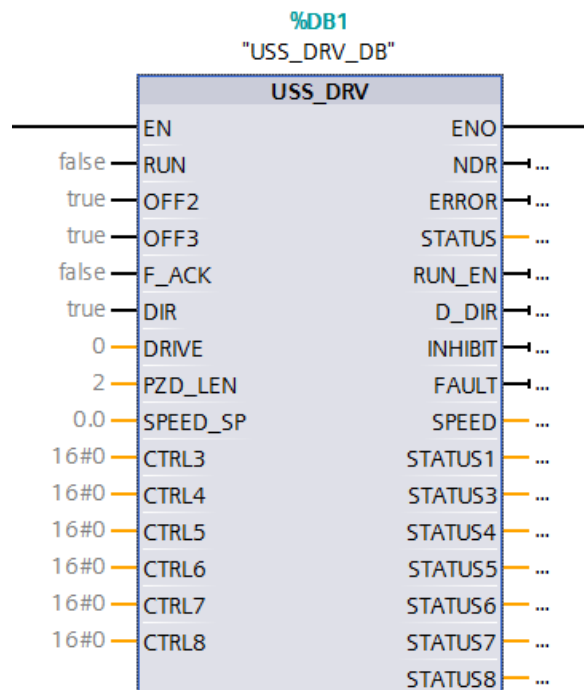 %DB1
"USS_DRV_DB"
USS_DRV
EN ENO
false RUN NDR ...
true OFF2 ERROR ...
true OFF3 STATUS ...
false F_ACK RUN_EN ...
true DIR D_DIR ...
0 DRIVE INHIBIT ...
2 PZD_LEN FAULT ...
0.0 SPEED_SP SPEED ...
16#0 CTRL3 STATUS1 ...
16#0 CTRL4 STATUS3 ...
16#0 CTRL5 STATUS4 ...
16#0 CTRL6 STATUS5 ...
16#0 CTRL7 STATUS6 ...
16#0 CTRL8 STATUS7 ...
STATUS8 ...